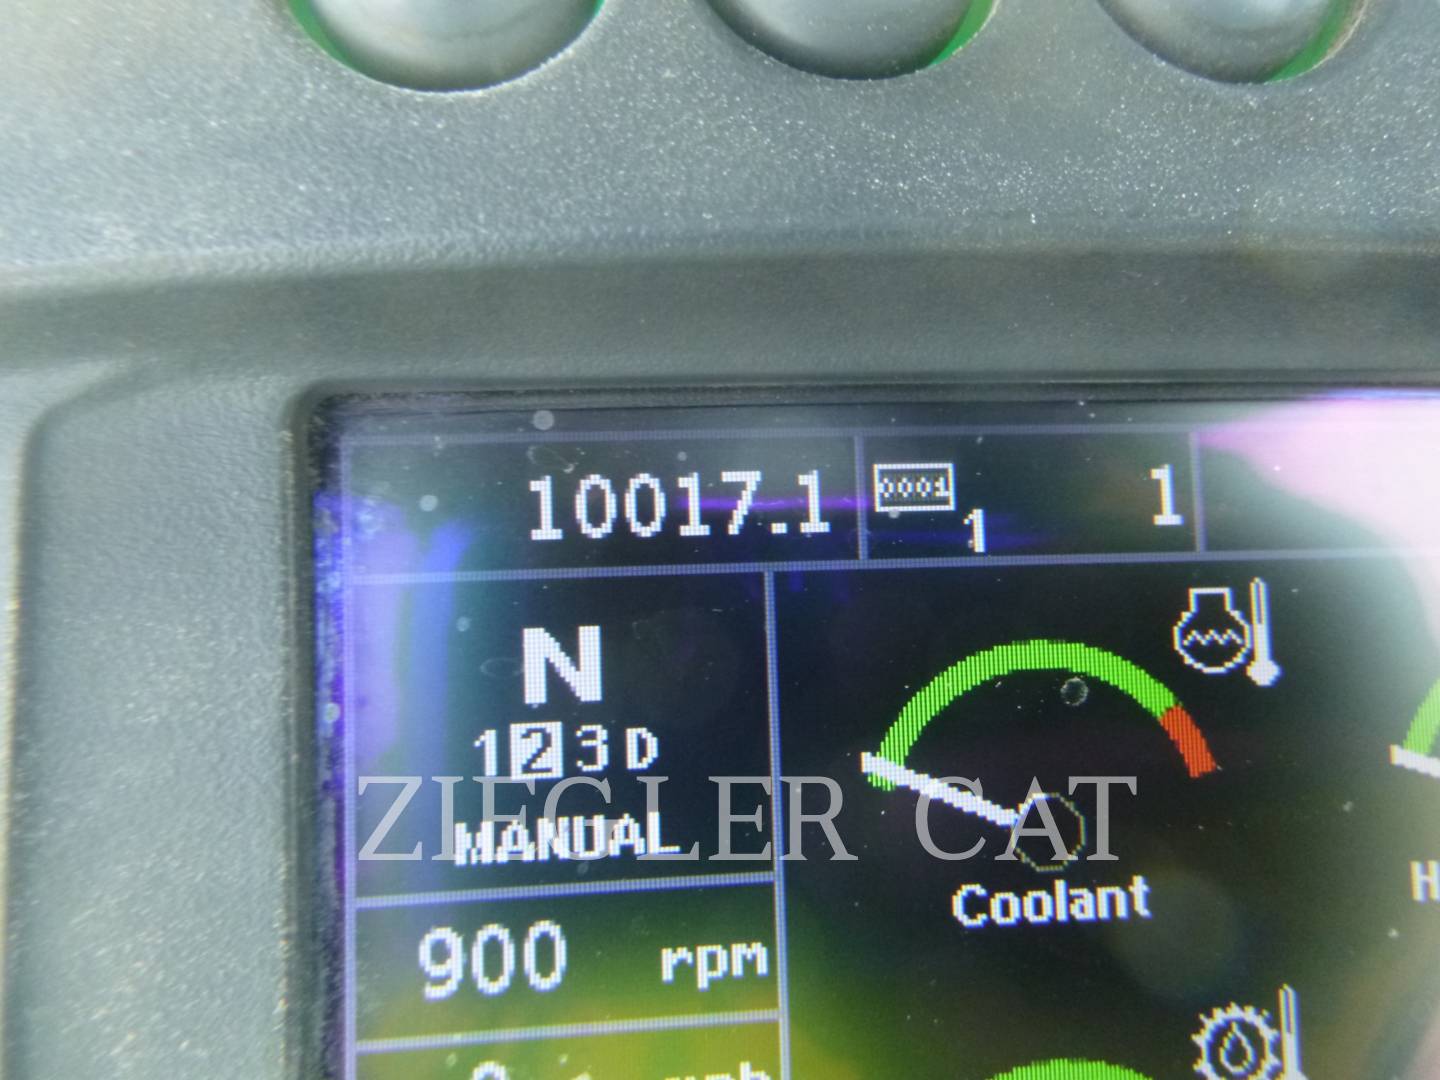 10017.1 0001 1 1
N
1 2 3 D
MANUAL
ZIEGLER CAT
Coolant
H
900 rpm